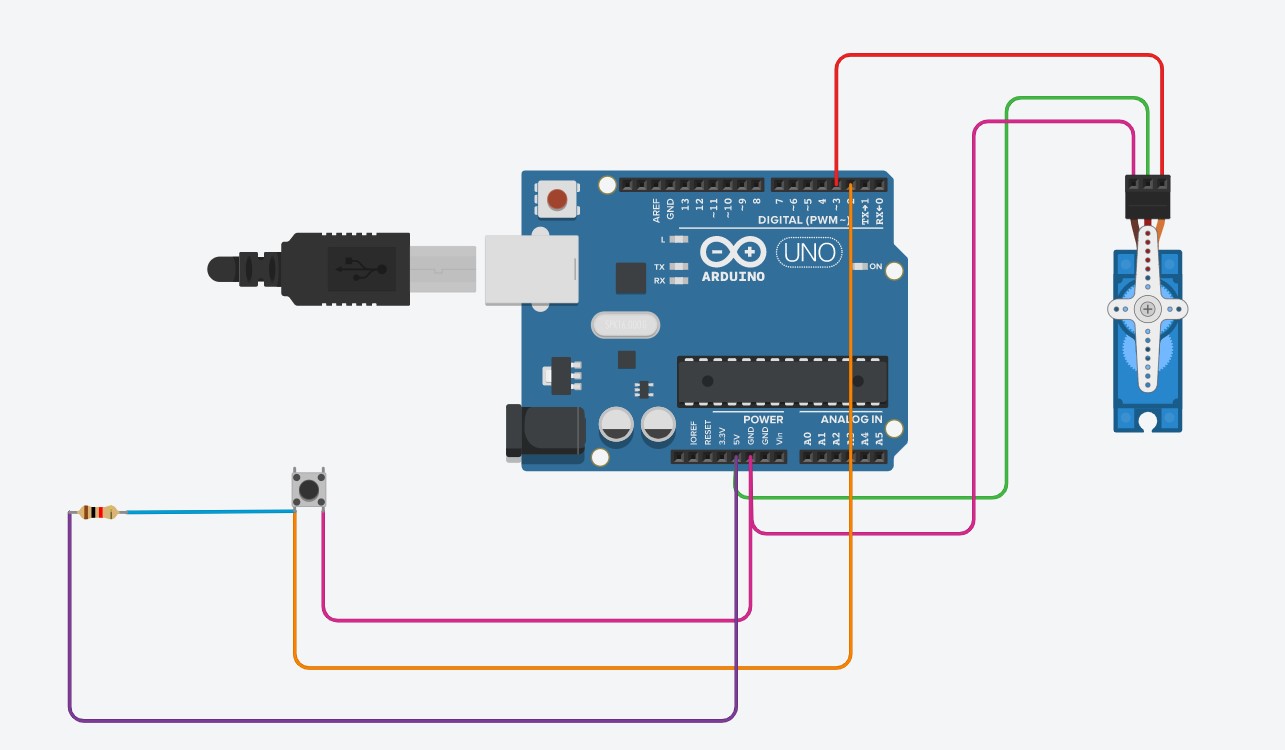 AREF
GND
13
12
~11
~10
~9
8
7
~6
~5
4
~3
TX→1
RX←0
DIGITAL (PWM~)
L
TX
RX
ARDUINO
UNO
ON
POWER
ANALOG IN
IOREF
RESET
3.3V
5V
GND
GND
Vin
A0
A1
A2
A4
A5